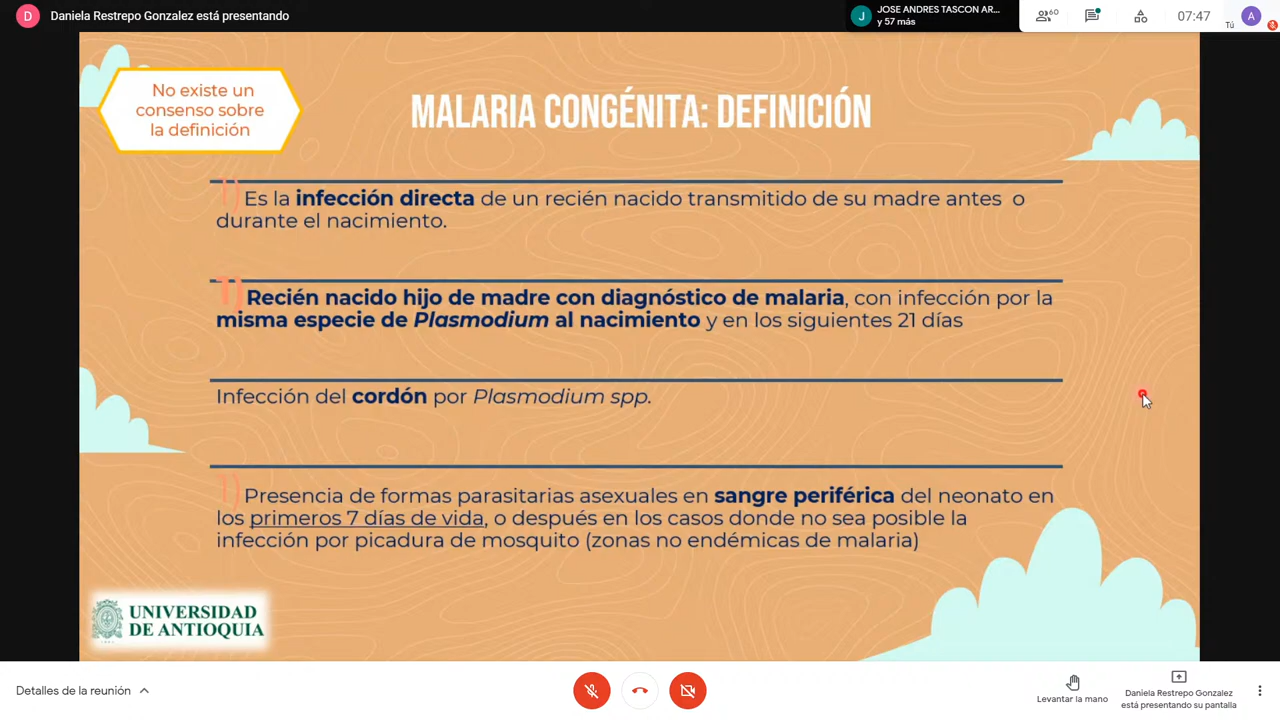 D
Daniela Restrepo Gonzalez está presentando
J
JOSE ANDRES TASCON AR...
y 57 más
60
07:47
Tú
A
No existe un
consenso sobre
la definición
MALARIA CONGÉNITA: DEFINICIÓN
1) Es la infección directa de un recién nacido transmitido de su madre antes o
durante el nacimiento.
1) Recién nacido hijo de madre con diagnóstico de malaria, con infección por la
misma especie de Plasmodium al nacimiento y en los siguientes 21 días
Infección del cordón por Plasmodium spp.
1) Presencia de formas parasitarias asexuales en sangre periférica del neonato en
los primeros 7 días de vida, o después en los casos donde no sea posible la
infección por picadura de mosquito (zonas no endémicas de malaria)
UNIVERSIDAD
DE ANTIOQUIA
Detalles de la reunión
Levantar la mano
Daniela Restrepo Gonzalez
está presentando su pantalla